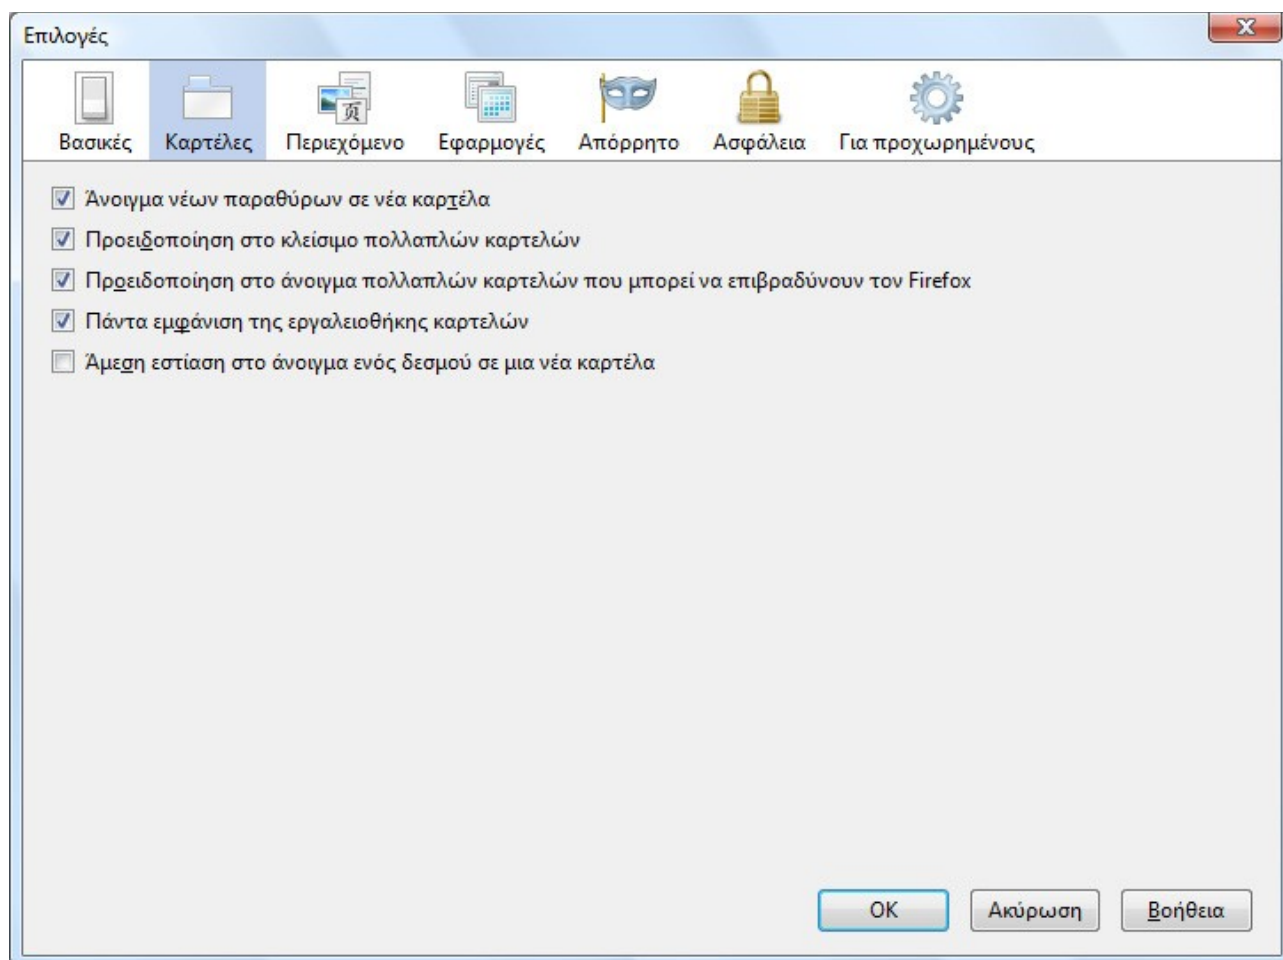 Επιλογές
Βασικές Καρτέλες Περιεχόμενο Εφαρμογές Απόρρητο Ασφάλεια Για προχωρημένους
Άνοιγμα νέων παραθύρων σε νέα καρτέλα
Προειδοποίηση στο κλείσιμο πολλαπλών καρτελών
Προειδοποίηση στο άνοιγμα πολλαπλών καρτελών που μπορεί να επιβραδύνουν τον Firefox
Πάντα εμφάνιση της εργαλειοθήκης καρτελών
Άμεση εστίαση στο άνοιγμα ενός δεσμού σε μια νέα καρτέλα
OK Ακύρωση Βοήθεια